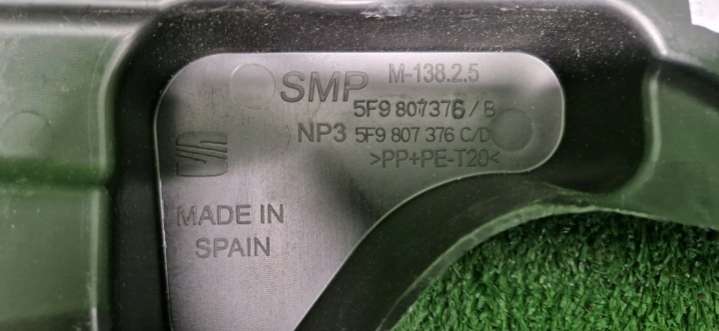 SMP M-138.2.5
5F9 807376/B
NP3 5F9 807 376 C/D
>PP+PE-T20<
MADE IN
SPAIN